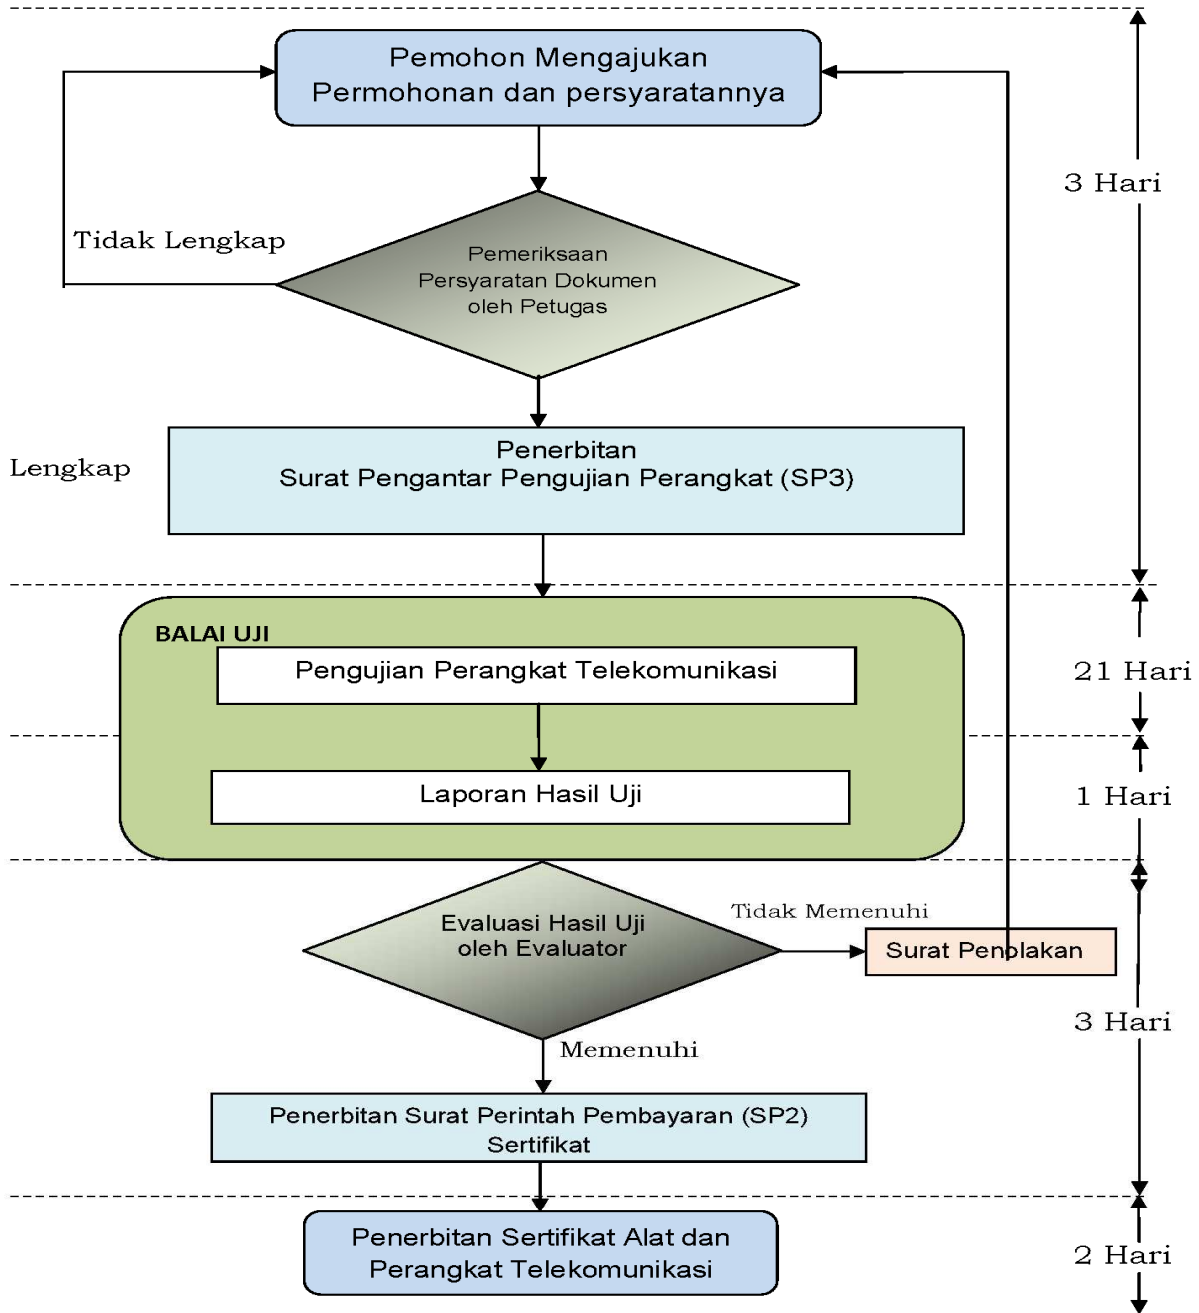 Pemohon Mengajukan
Permohonan dan persyaratannya
3 Hari
Tidak Lengkap
Pemeriksaan
Persyaratan Dokumen
oleh Petugas
Lengkap
Penerbitan
Surat Pengantar Pengujian Perangkat (SP3)
BALAI UJI
Pengujian Perangkat Telekomunikasi
21 Hari
Laporan Hasil Uji
1 Hari
Evaluasi Hasil Uji
oleh Evaluator
Tidak Memenuhi
Surat Penolakan
3 Hari
Memenuhi
Penerbitan Surat Perintah Pembayaran (SP2)
Sertifikat
Penerbitan Sertifikat Alat dan
Perangkat Telekomunikasi
2 Hari